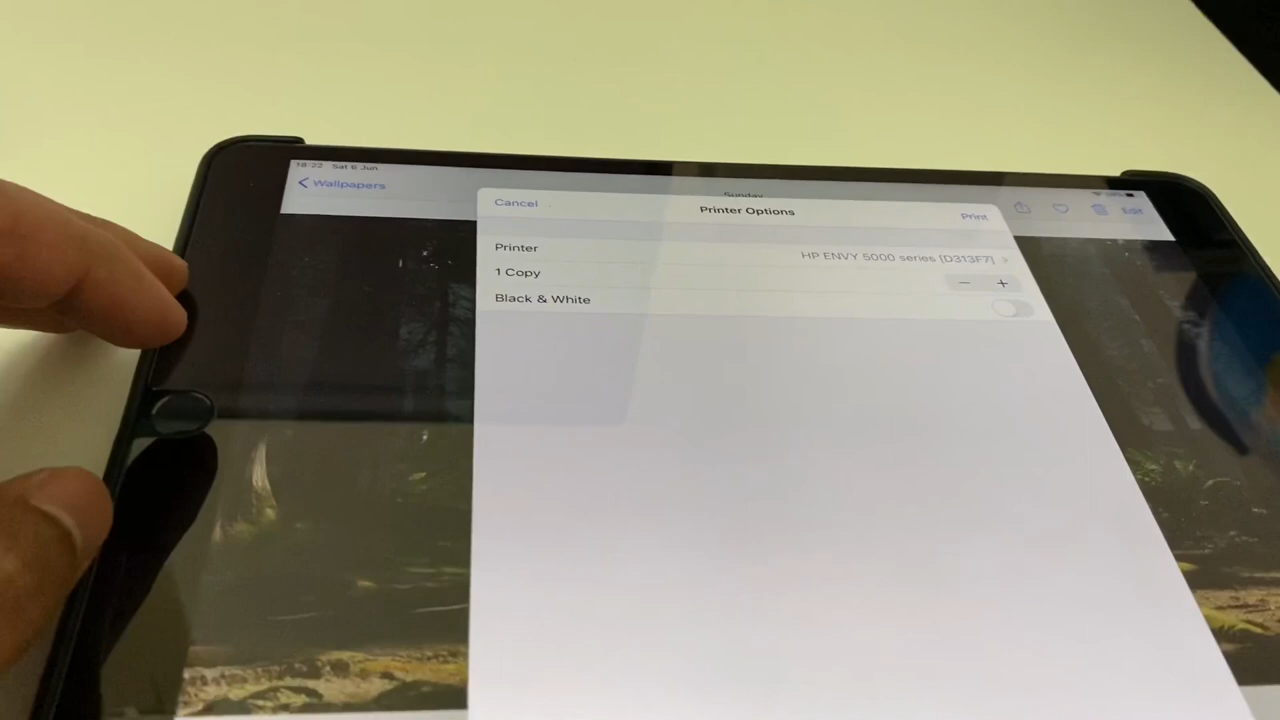 18:22 Sat 6 Jun
Wallpapers
Sunday
Edit
Cancel
Printer Options
Print
Printer
HP ENVY 5000 series [D313F7]
1 Copy
Black & White